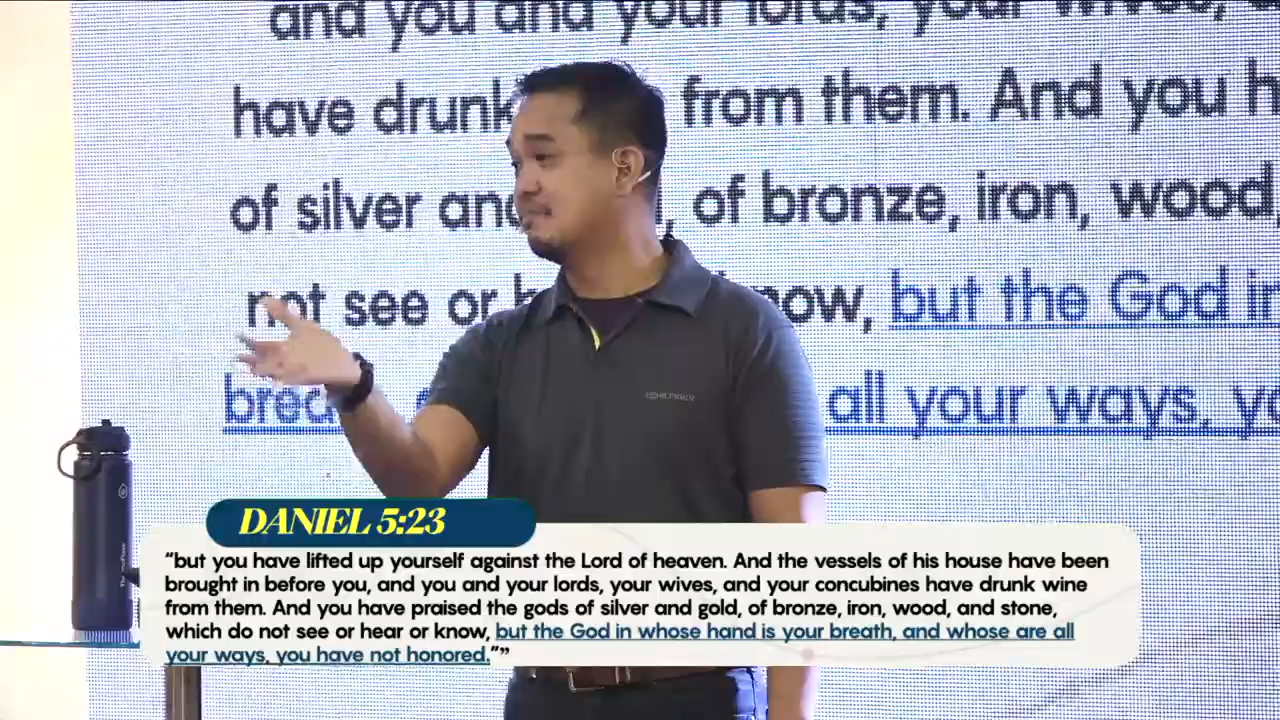 and you and your lords, your wives,
have drunk from them. And you h
of silver and, of bronze, iron, wood,
not see or h now, but the God in
brea all your ways, yo
DANIEL 5:23
“but you have lifted up yourself against the Lord of heaven. And the vessels of his house have been
brought in before you, and you and your lords, your wives, and your concubines have drunk wine
from them. And you have praised the gods of silver and gold, of bronze, iron, wood, and stone,
which do not see or hear or know, but the God in whose hand is your breath, and whose are all
your ways, you have not honored.””